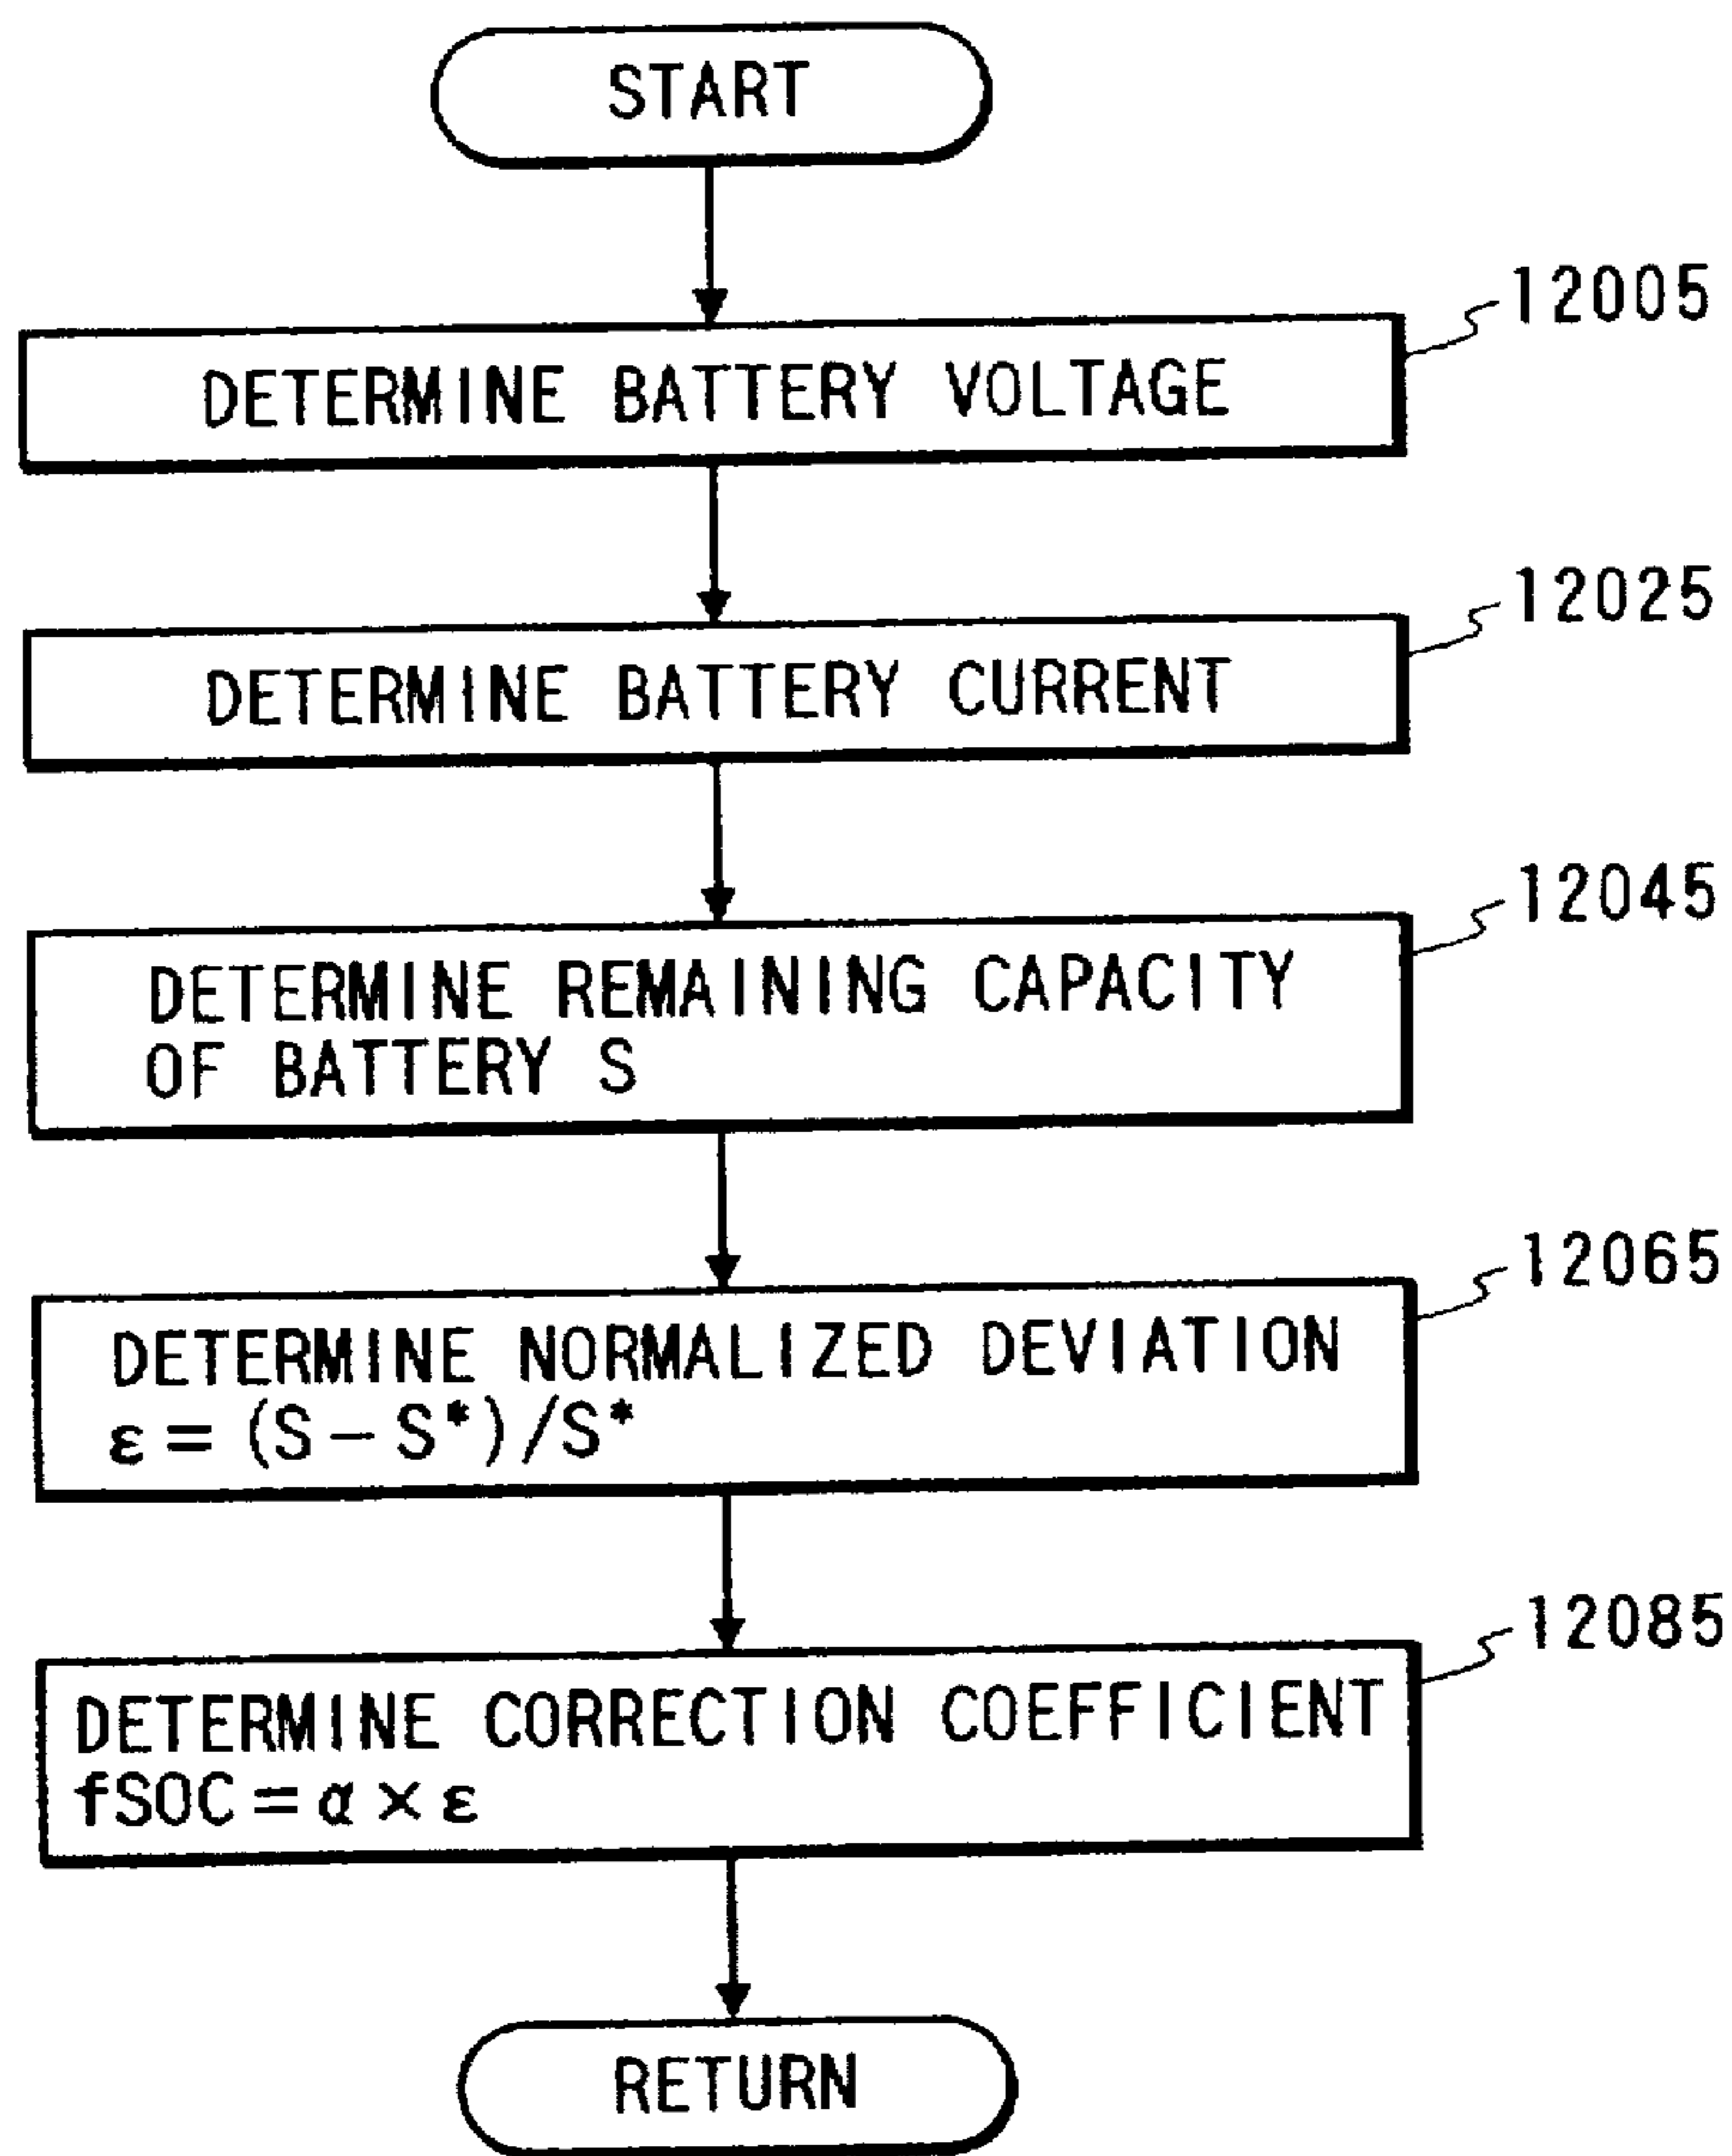 START
12005
DETERMINE BATTERY VOLTAGE
12025
DETERMINE BATTERY CURRENT
12045
DETERMINE REMAINING CAPACITY
OF BATTERY S
12065
DETERMINE NORMALIZED DEVIATION
ε = (S - S*)/S*
12085
DETERMINE CORRECTION COEFFICIENT
fSOC = α × ε
RETURN